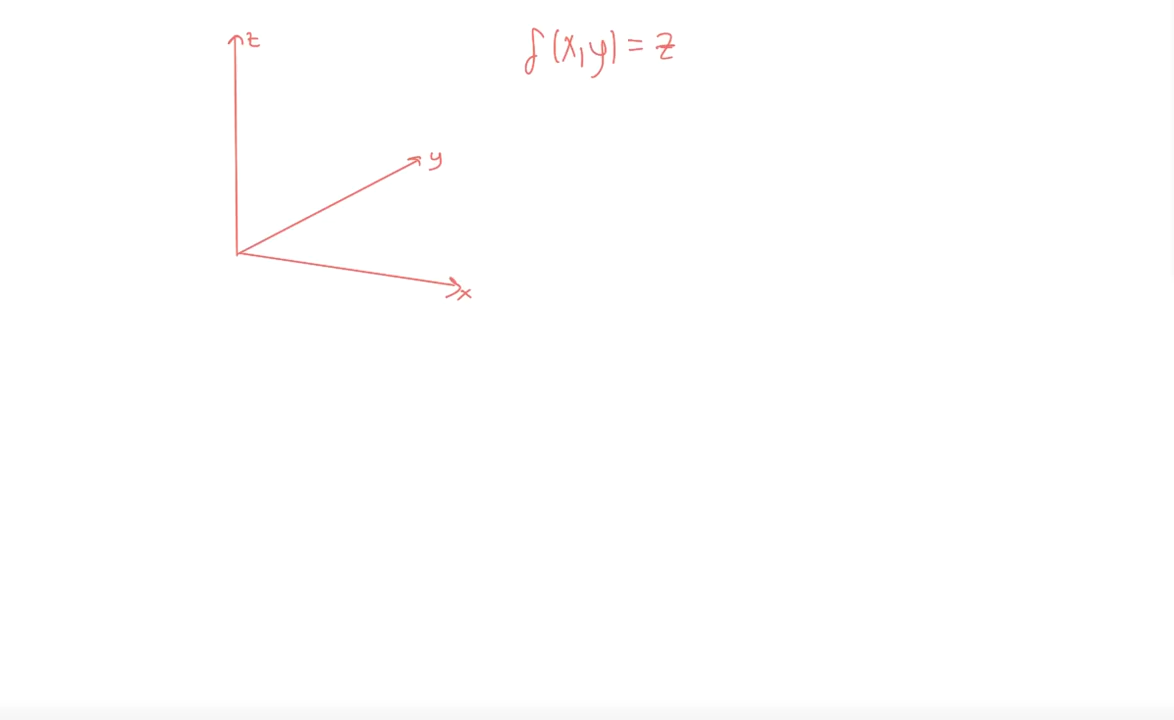 z
f(x,y) = z
y
x